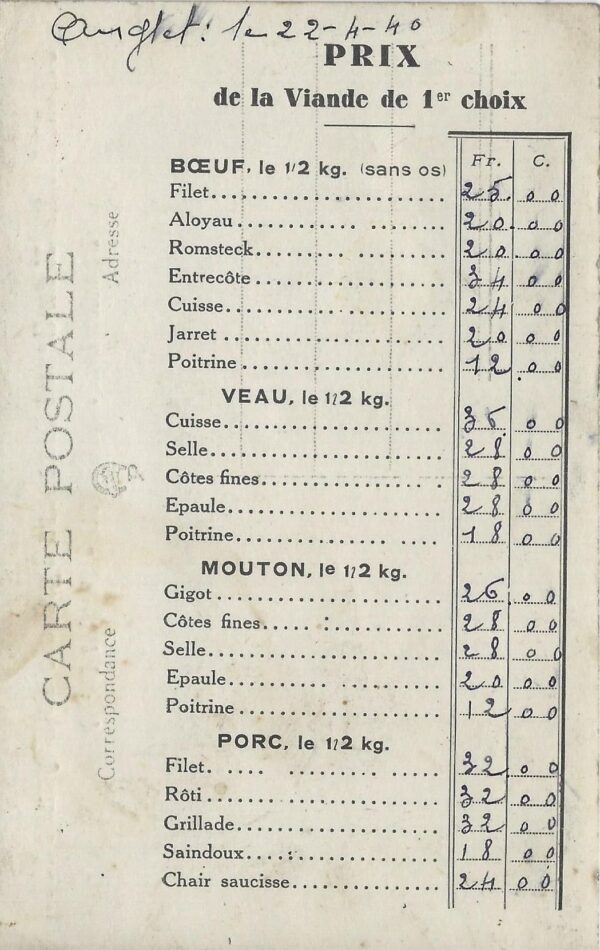 Anglet : le 22-4-40
PRIX
de la Viande de 1er choix
Fr. C.
BŒUF, le 1/2 kg. (sans os)
Filet 25 00
Aloyau 20 00
Romsteck 20 00
Entrecôte 34 00
Cuisse 24 00
Jarret 20 00
Poitrine 12 00
VEAU, le 1/2 kg.
Cuisse 00
Selle 28 00
Côtes fines 28 00
Epaule 28 00
Poitrine 18 00
MOUTON, le 1/2 kg.
Gigot 26 00
Côtes fines 28 00
Selle 28 00
Epaule 20 00
Poitrine 12 00
PORC, le 1/2 kg.
Filet 32 00
Rôti 32 00
Grillade 32 00
Saindoux 18 00
Chair saucisse 24 00
CARTE POSTALE
Correspondance
Adresse